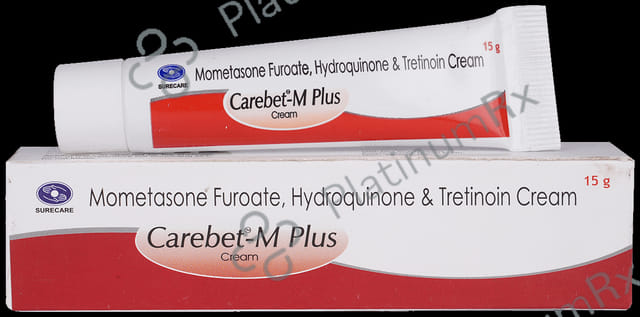 Mometasone Furoate, Hydroquinone & Tretinoin Cream
15 g
SURECARE
Carebet®-M Plus
Cream
Mometasone Furoate, Hydroquinone & Tretinoin Cream
15 g
SURECARE
Carebet®-M Plus
Cream
PlatinumRx
PlatinumRx